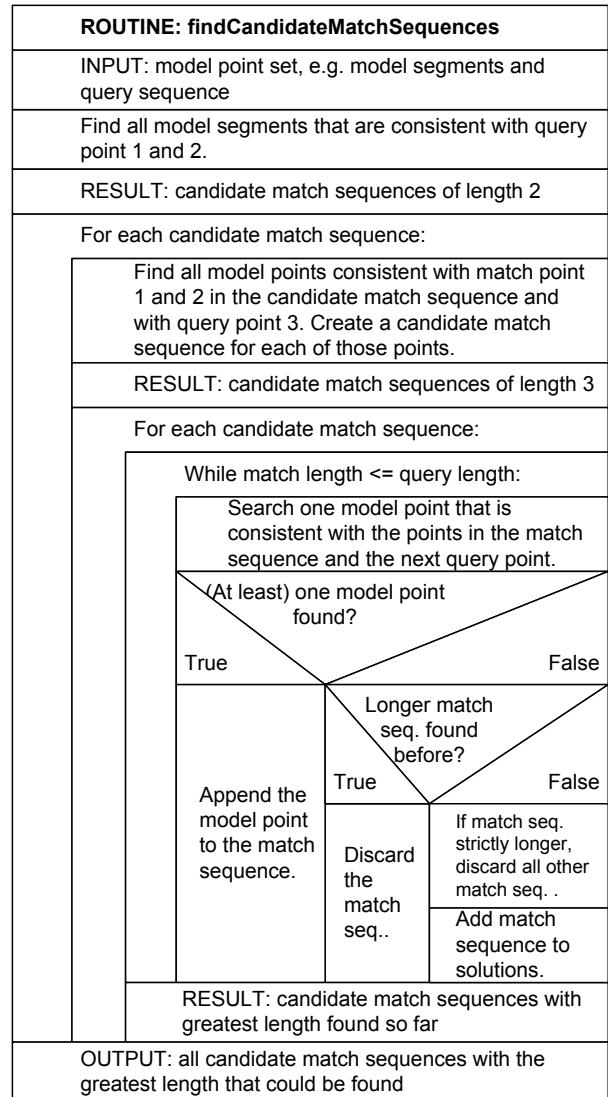 ROUTINE: findCandidateMatchSequences
INPUT: model point set, e.g. model segments and
query sequence
Find all model segments that are consistent with query
point 1 and 2.
RESULT: candidate match sequences of length 2
For each candidate match sequence:
Find all model points consistent with match point
1 and 2 in the candidate match sequence and
with query point 3. Create a candidate match
sequence for each of those points.
RESULT: candidate match sequences of length 3
For each candidate match sequence:
While match length <= query length:
Search one model point that is
consistent with the points in the match
sequence and the next query point.
(At least) one model point
found?
True
False
Longer match
seq. found
before?
True
False
Append the
model point
to the match
sequence.
Discard
the
match
seq..
If match seq.
strictly longer,
discard all other
match seq. .
Add match
sequence to
solutions.
RESULT: candidate match sequences with
greatest length found so far
OUTPUT: all candidate match sequences with the
greatest length that could be found